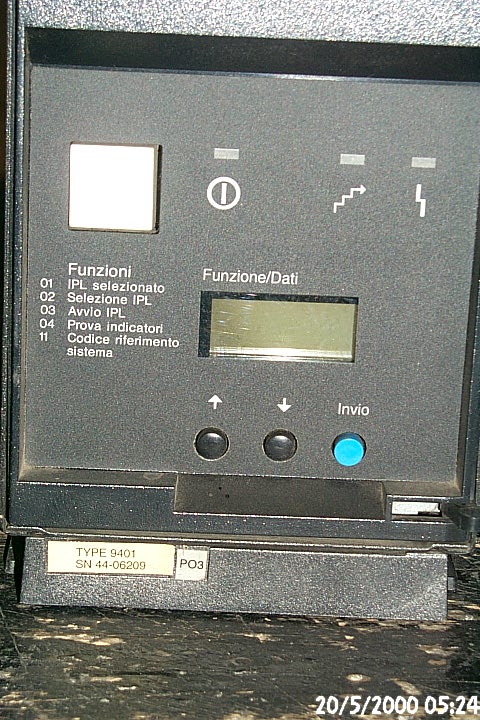 Funzioni
01 IPL selezionato
02 Selezione IPL
03 Avvio IPL
04 Prova indicatori
11 Codice riferimento
sistema
Funzione/Dati
Invio
TYPE 9401
SN 44-06209
PO3
20/5/2000 05:24